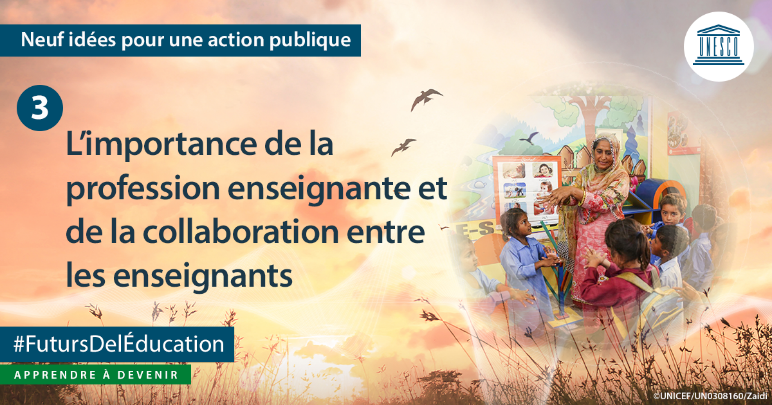 Neuf idées pour une action publique
UNESCO
3
L’importance de la
profession enseignante et
de la collaboration entre
les enseignants
#FutursDelÉducation
APPRENDRE À DEVENIR
©UNICEF/UN0308160/Zaidi